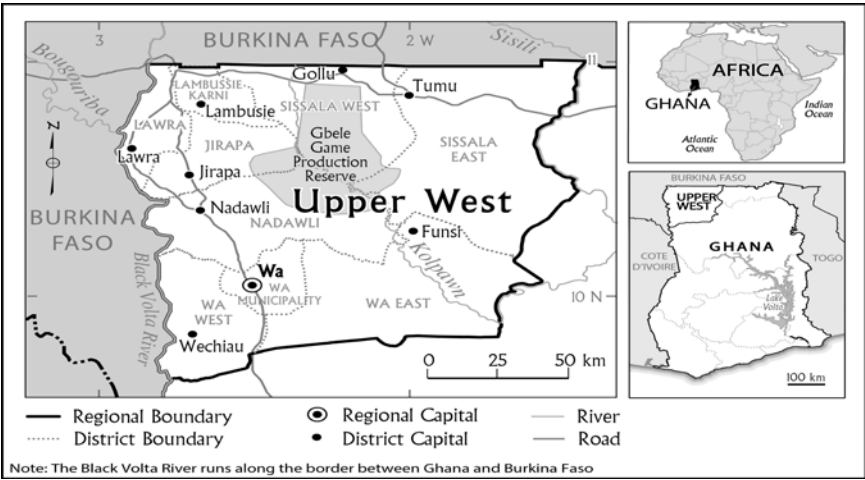 3
BURKINA FASO
2 W
Sisili
11
Bougouriba
Gollu
Tumu
LAMBUSSIE
KARNI
Lambusie
SISSALA WEST
LAWRA
Lawra
JIRAPA
Jirapa
Gbele
Game
Production
Reserve
SISSALA
EAST
N
Upper West
Nadawli
NADAWLI
BURKINA
FASO
Funsi
Kolpawn
Black Volta River
Wa
WA
MUNICIPALITY
WA EAST
10 N
WA
WEST
Wechiau
0 25 50 km
AFRICA
GHANA
Indian
Ocean
Atlantic
Ocean
BURKINA FASO
UPPER
WEST
GHANA
COTE
D'IVOIRE
TOGO
Lake
Volta
100 km
Regional Boundary
District Boundary
Regional Capital
District Capital
River
Road
Note: The Black Volta River runs along the border between Ghana and Burkina Faso